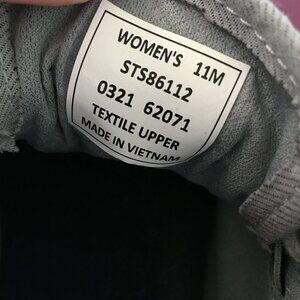 WOMEN'S 11M
STS86112
0321 62071
TEXTILE UPPER
MADE IN VIETNAM